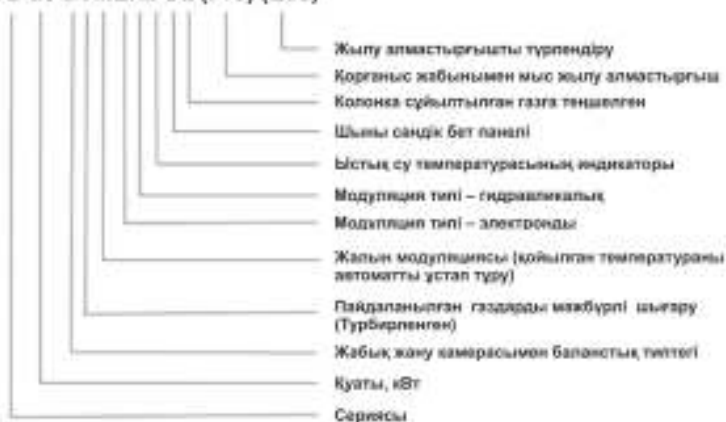 Жылу алмастырғышты түрлендіру
Қорғаныс жабынымен мыс жылу алмастырғыш
Колонка сұйылтылған газға теңшелген
Шыны сәндік бет панелі
Ыстық су температурасының индикаторы
Модуляция типі – гидравликалық
Модуляция типі – электронды
Жалын модуляциясы (қойылған температураны
автоматты ұстап тұру)
Пайдаланылған газдарды мәжбүрлі шығару
(Турбирленген)
Жабық жану камерасымен баланстық типтегі
Қуаты, кВт
Сериясы